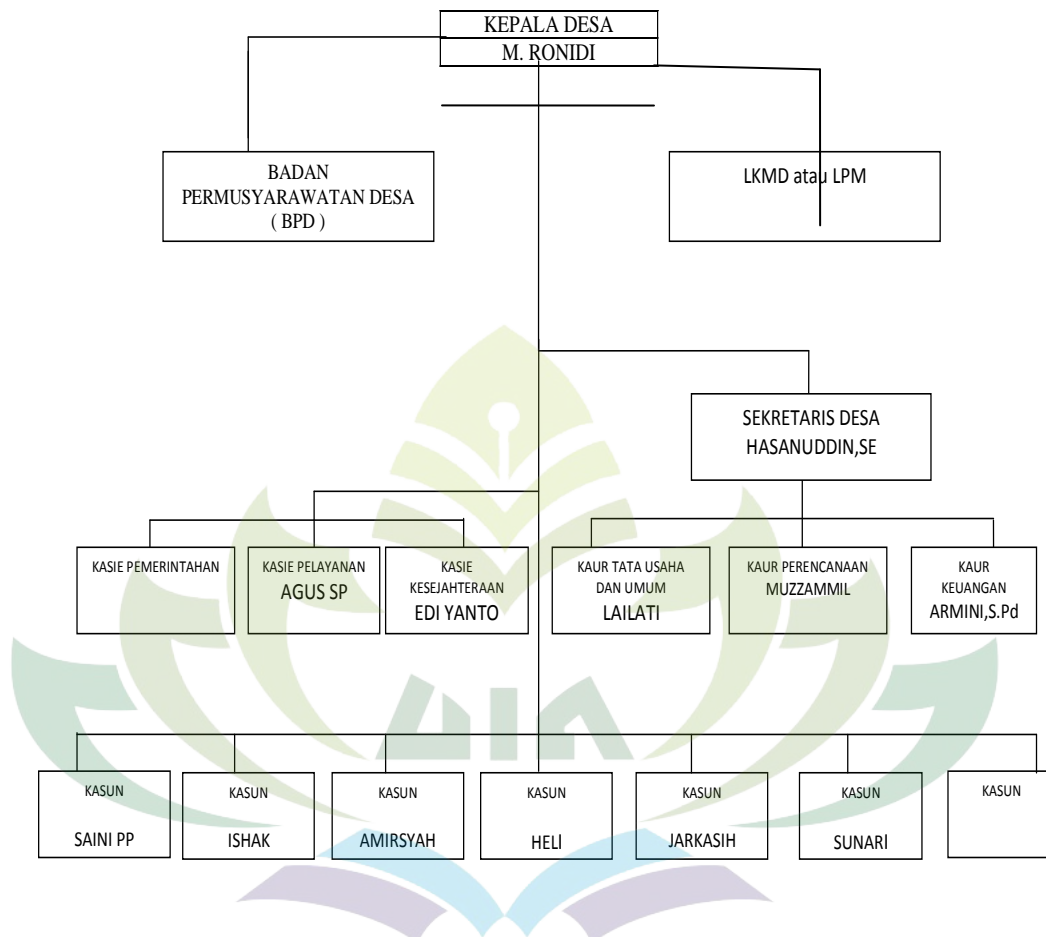 KEPALA DESA
M. RONIDI
BADAN
PERMUSYARAWATAN DESA
( BPD )
LKMD atau LPM
SEKRETARIS DESA
HASANUDDIN,SE
KASIE PEMERINTAHAN
KASIE PELAYANAN
AGUS SP
KASIE
KESEJAHTERAAN
EDI YANTO
KAUR TATA USAHA
DAN UMUM
LAILATI
KAUR PERENCANAAN
MUZZAMMIL
KAUR
KEUANGAN
ARMINI,S.Pd
KASUN
SAINI PP
KASUN
ISHAK
KASUN
AMIRSYAH
KASUN
HELI
KASUN
JARKASIH
KASUN
SUNARI
KASUN
UIN